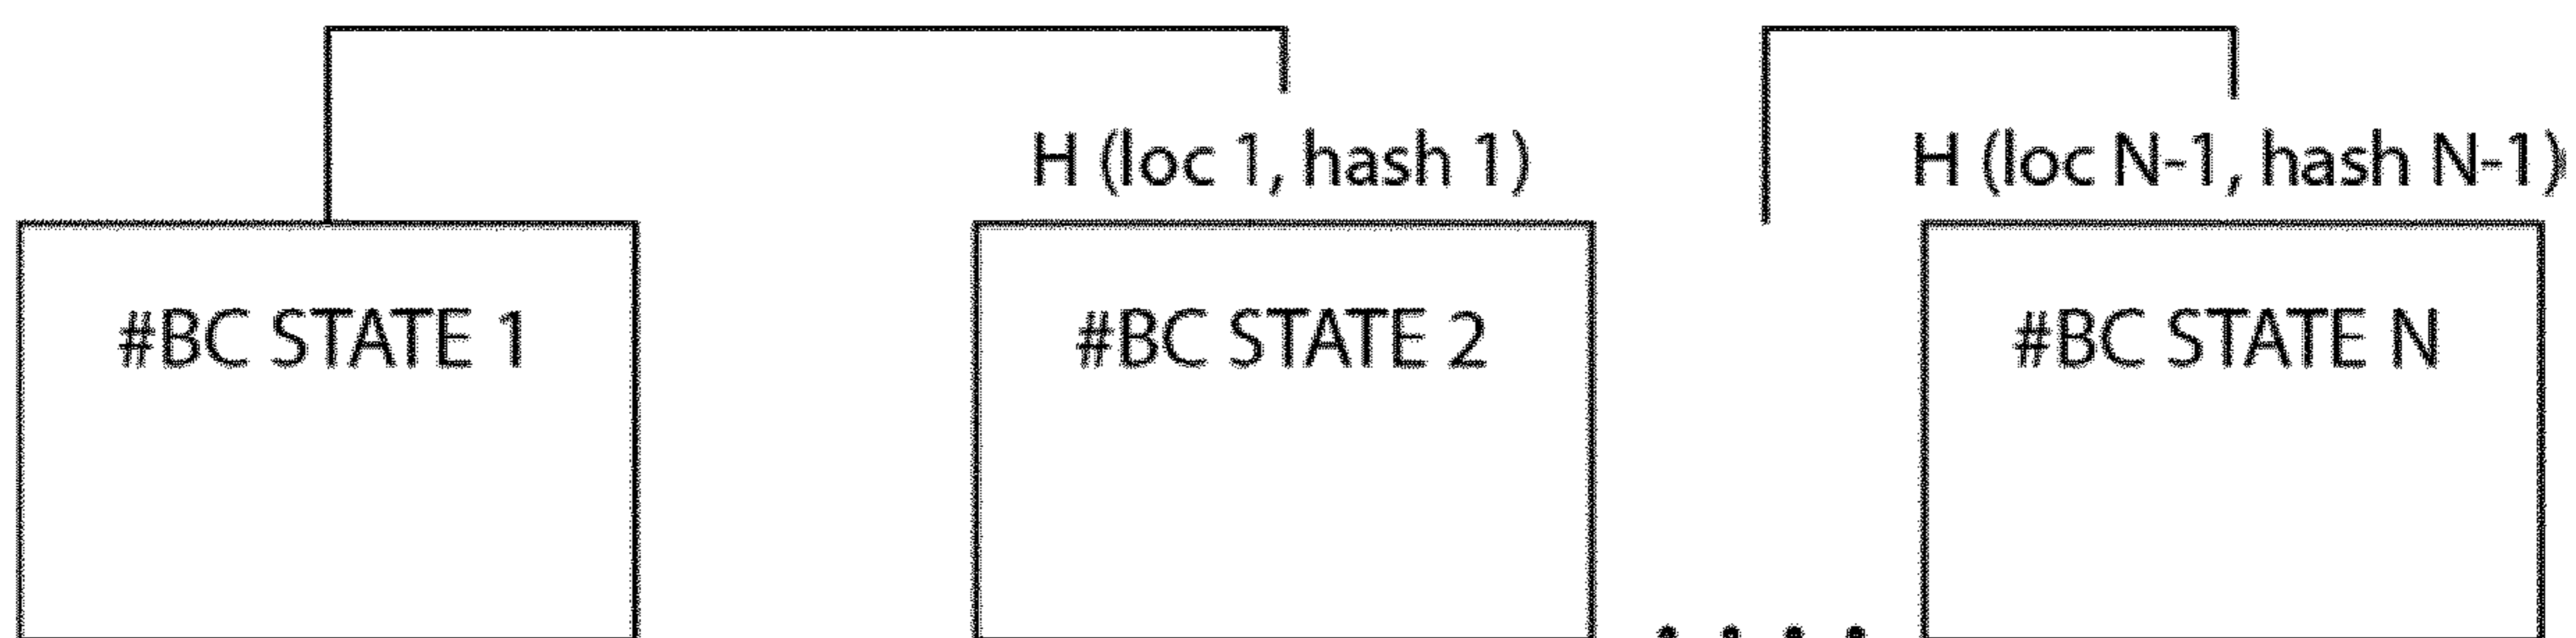 H (loc 1, hash 1) H (loc N-1, hash N-1)
#BC STATE 1 #BC STATE 2 #BC STATE N